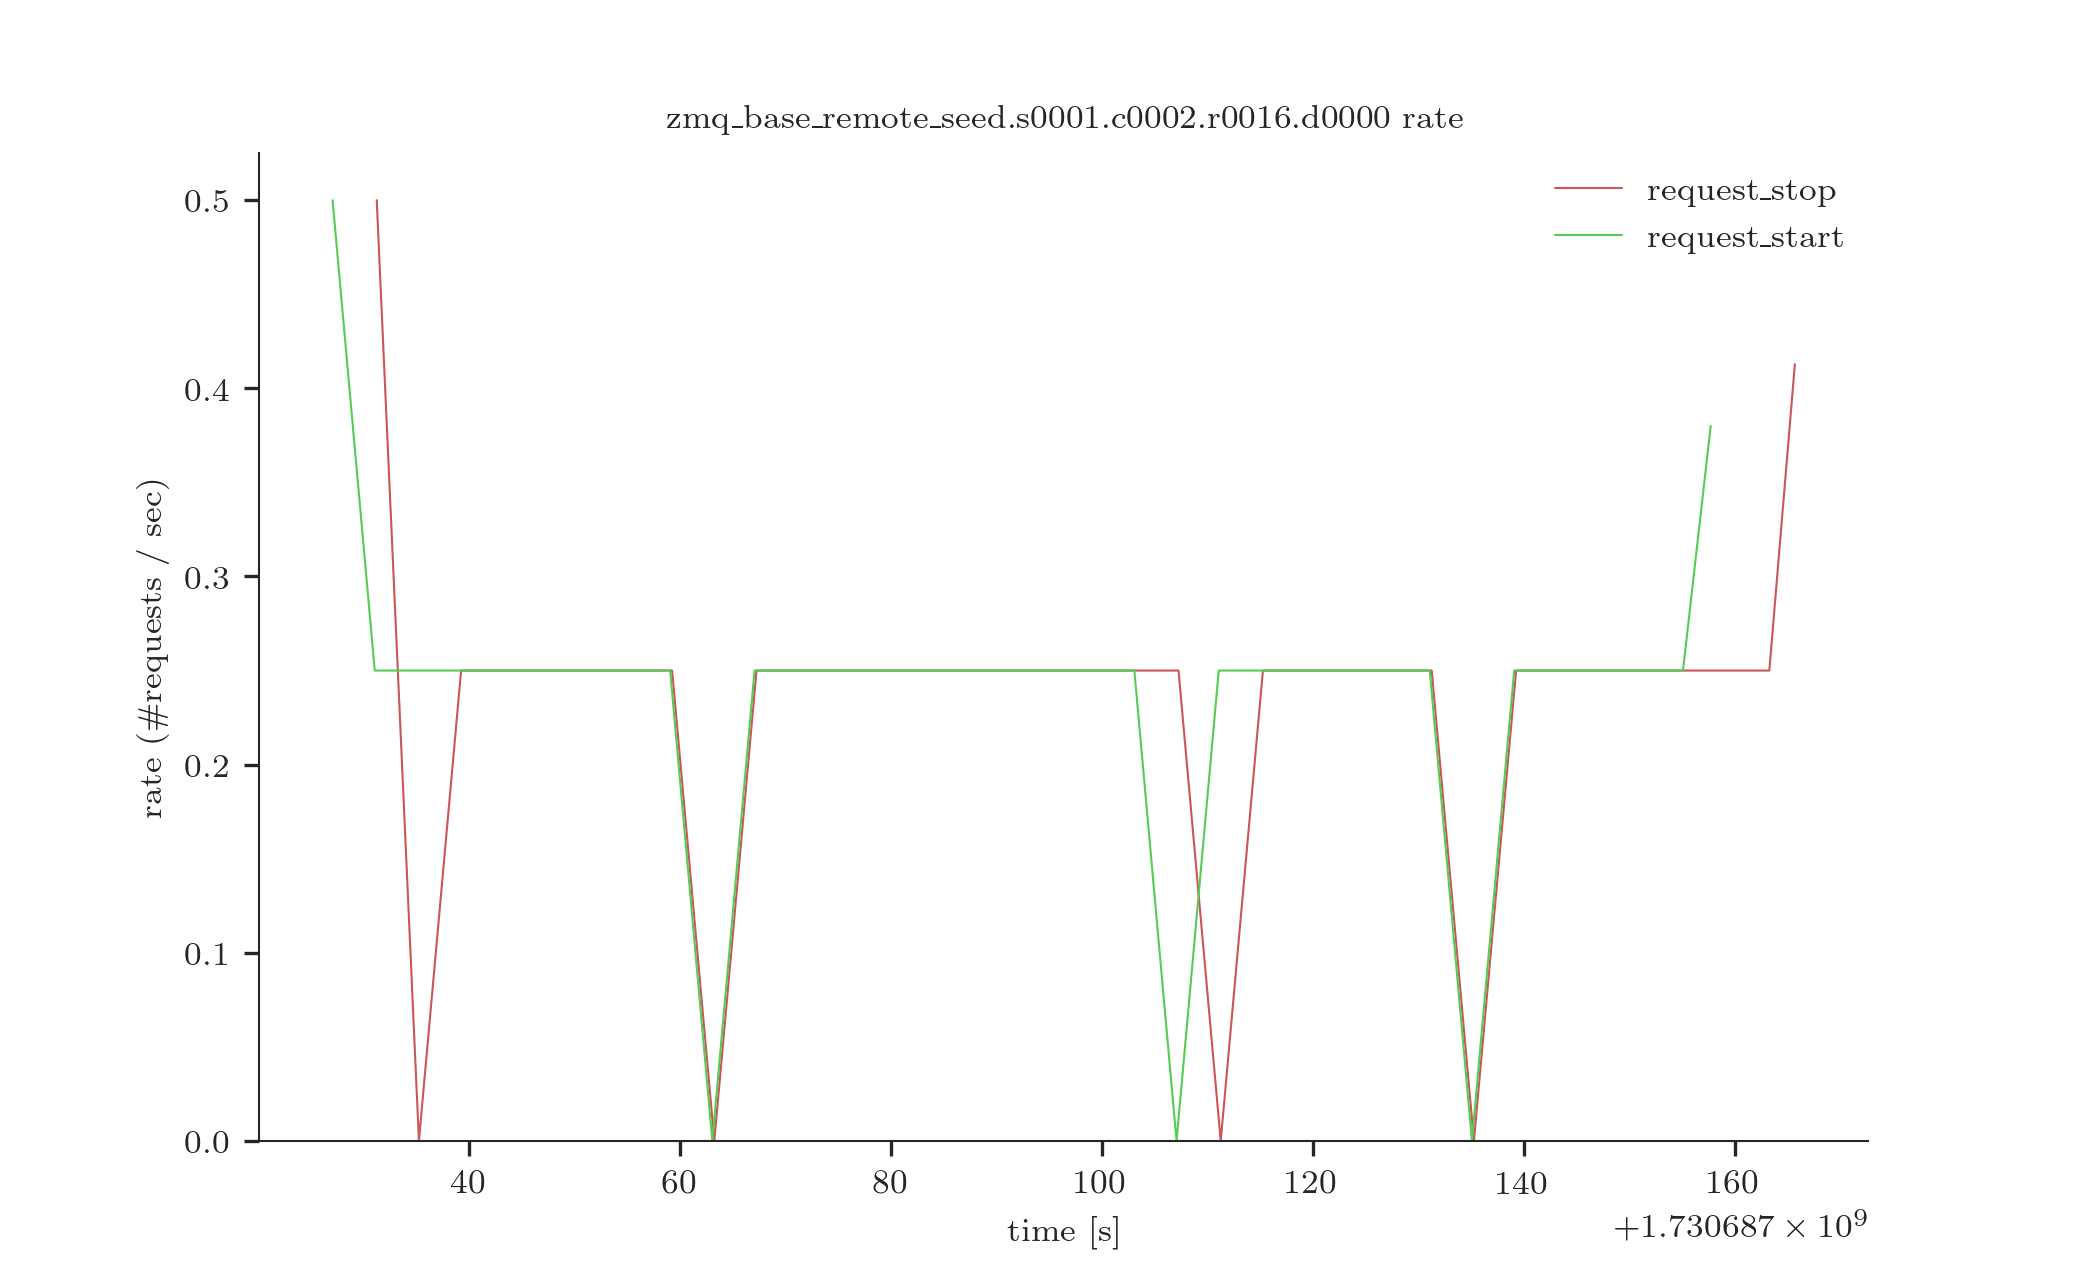 zmq_base_remote_seed.s0001.c0002.r0016.d0000 rate
request_stop
request_start
rate (#requests / sec)
0.5
0.4
0.3
0.2
0.1
0.0
40 60 80 100 120 140 160
time [s]
+1.730687 × 10⁹